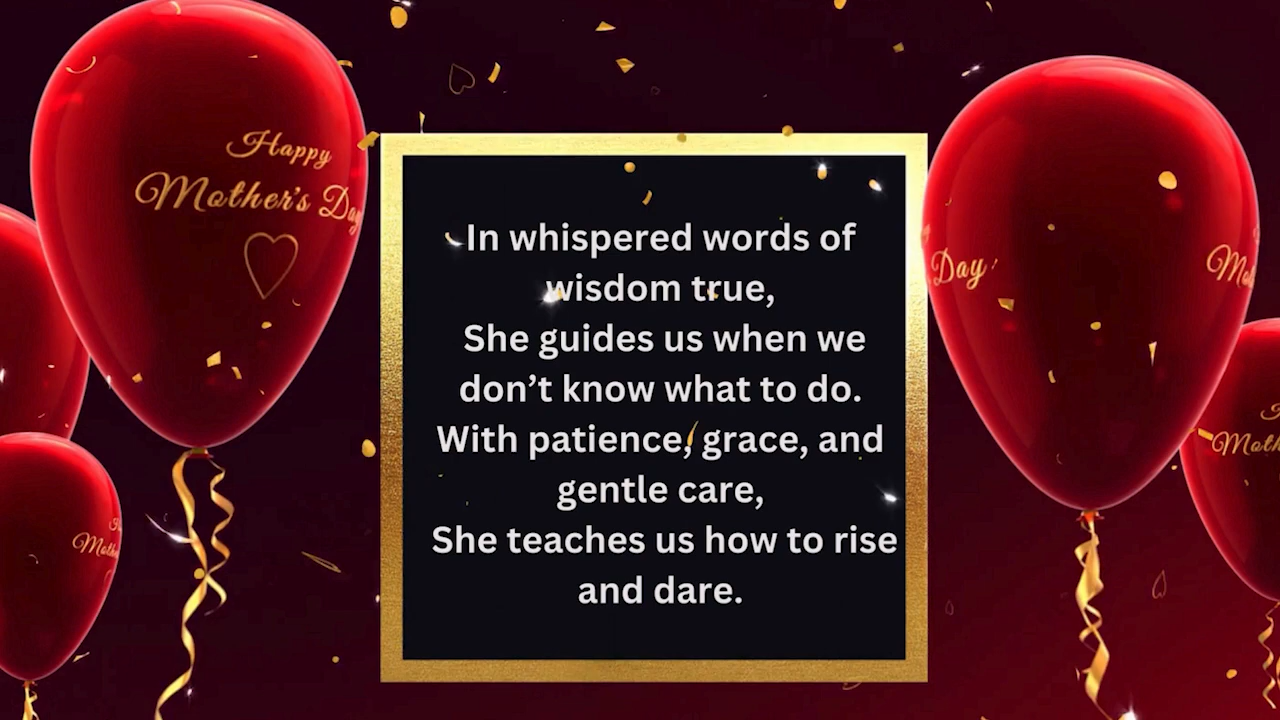 Happy
Mother's Day
In whispered words of
wisdom true,
She guides us when we
don’t know what to do.
With patience, grace, and
gentle care,
She teaches us how to rise
and dare.
Day